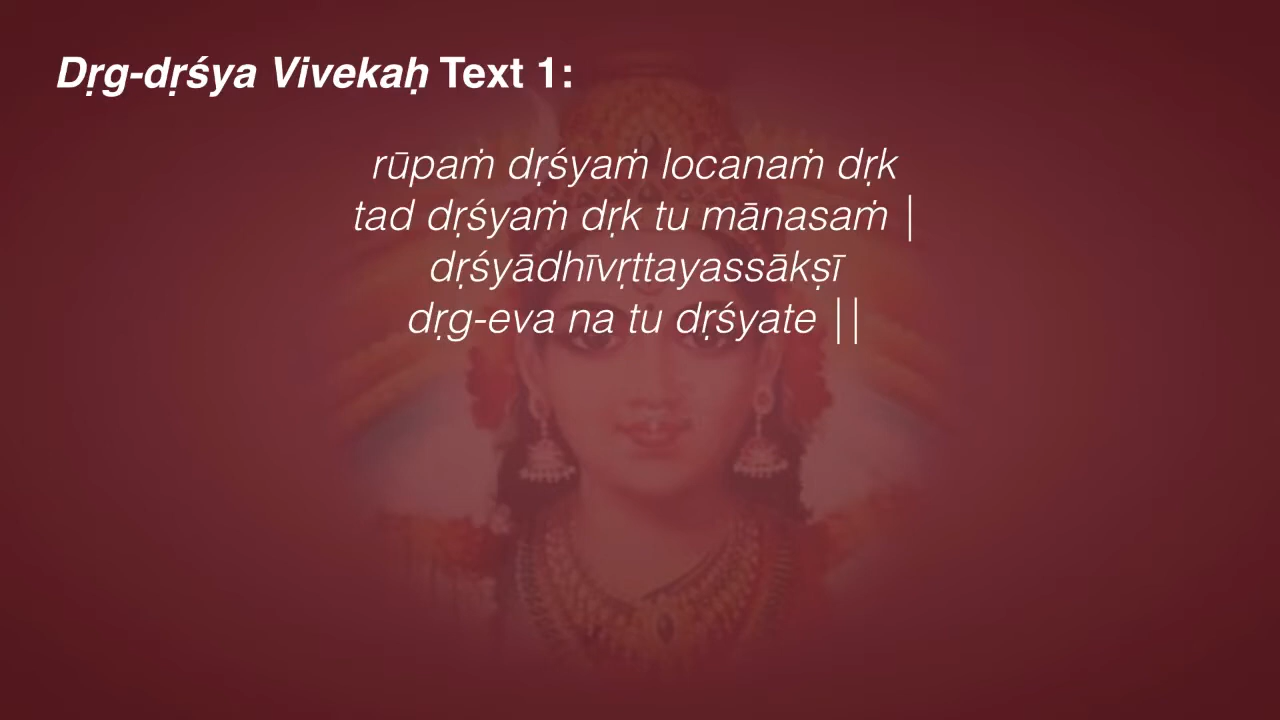 Dṛg-dṛśya Vivekaḥ Text 1:
rūpaṁ dṛśyaṁ locanaṁ dṛk
tad dṛśyaṁ dṛk tu mānasaṁ |
dṛśyādhīvṛttayassākṣī
dṛg-eva na tu dṛśyate ||